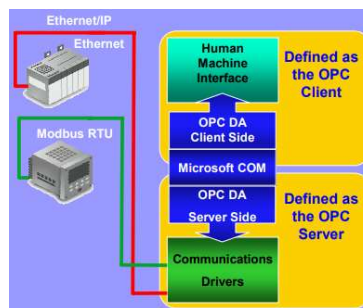 Ethernet/IP
Ethernet
Modbus RTU
Human
Machine
Interface
Defined as
the OPC
Client
OPC DA
Client Side
Microsoft COM
OPC DA
Server Side
Defined as
the OPC
Server
Communications
Drivers